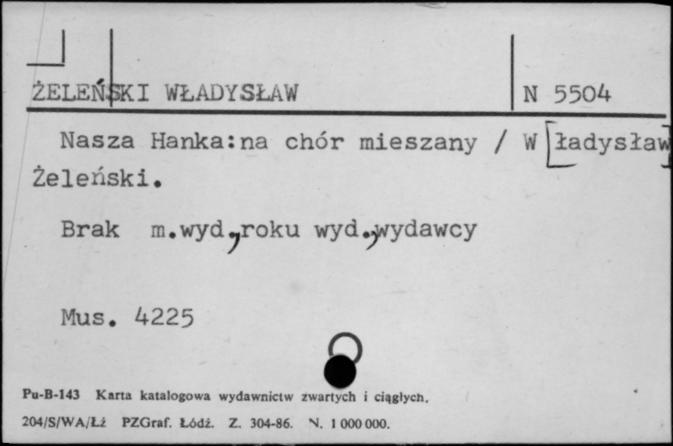 ŻELEŃSKI WŁADYSŁAW N 5504
Nasza Hanka:na chór mieszany / W[ładysław]
Żeleński.
Brak m.wyd,,roku wyd.,wydawcy
Mus. 4225
Pu-B-143 Karta katalogowa wydawnictw zwartych i ciągłych.
204/S/WA/Łż PZGraf. Łódź. Z. 304-86. N. 1 000 000.